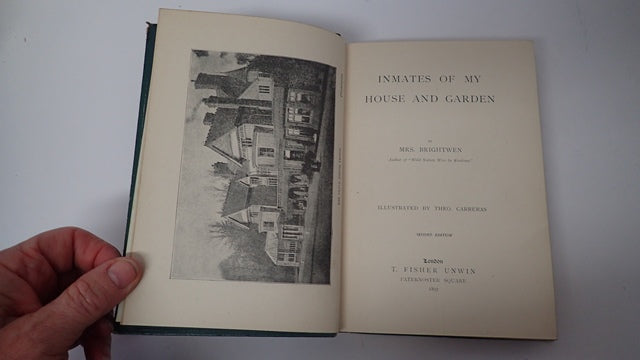 INMATES OF MY
HOUSE AND GARDEN
BY
MRS. BRIGHTWEN
Author of "Wild Nature Won by Kindness"
ILLUSTRATED BY THEO. CARRERAS
SECOND EDITION
London
T. FISHER UNWIN
PATERNOSTER SQUARE